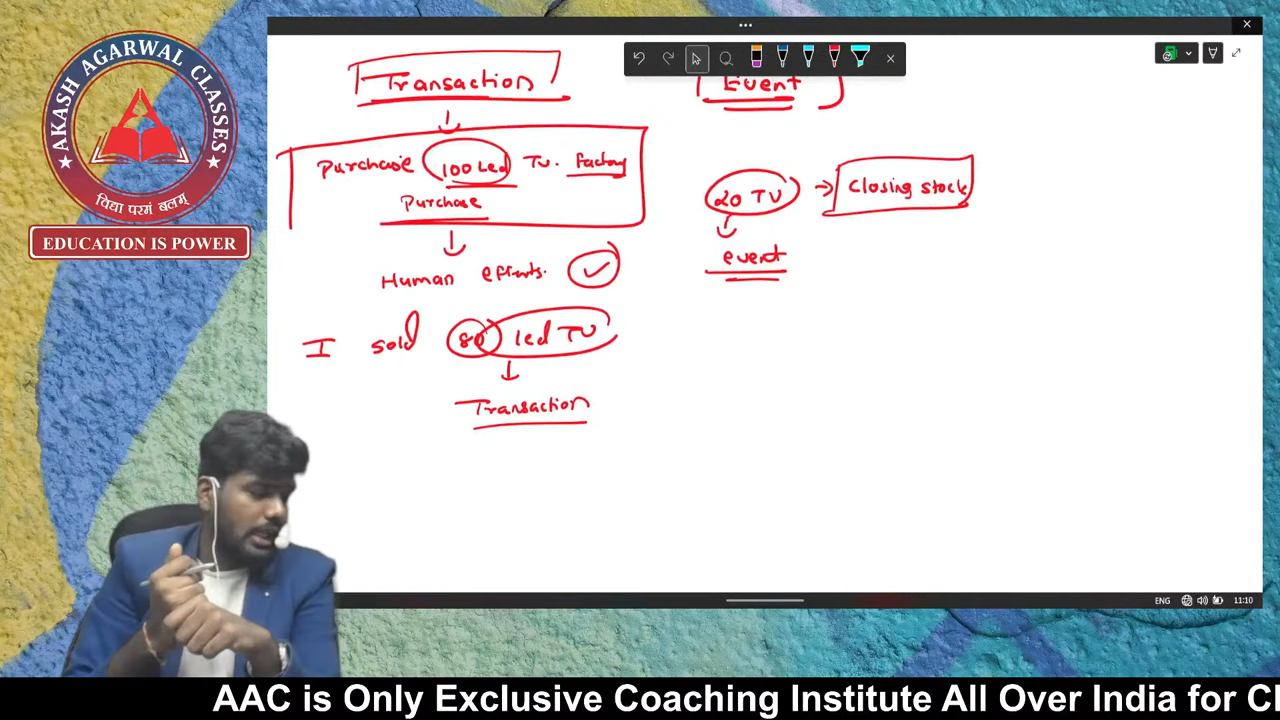 AKASH AGARWAL CLASSES
विद्या परमं बलम्
EDUCATION IS POWER
Transaction
Purchase 100 Led TV. Factory
Purchase
Human efforts.
I sold 80 led TV
Transaction
Event
20 TV → Closing stock
event
ENG 11:10
AAC is Only Exclusive Coaching Institute All Over India for